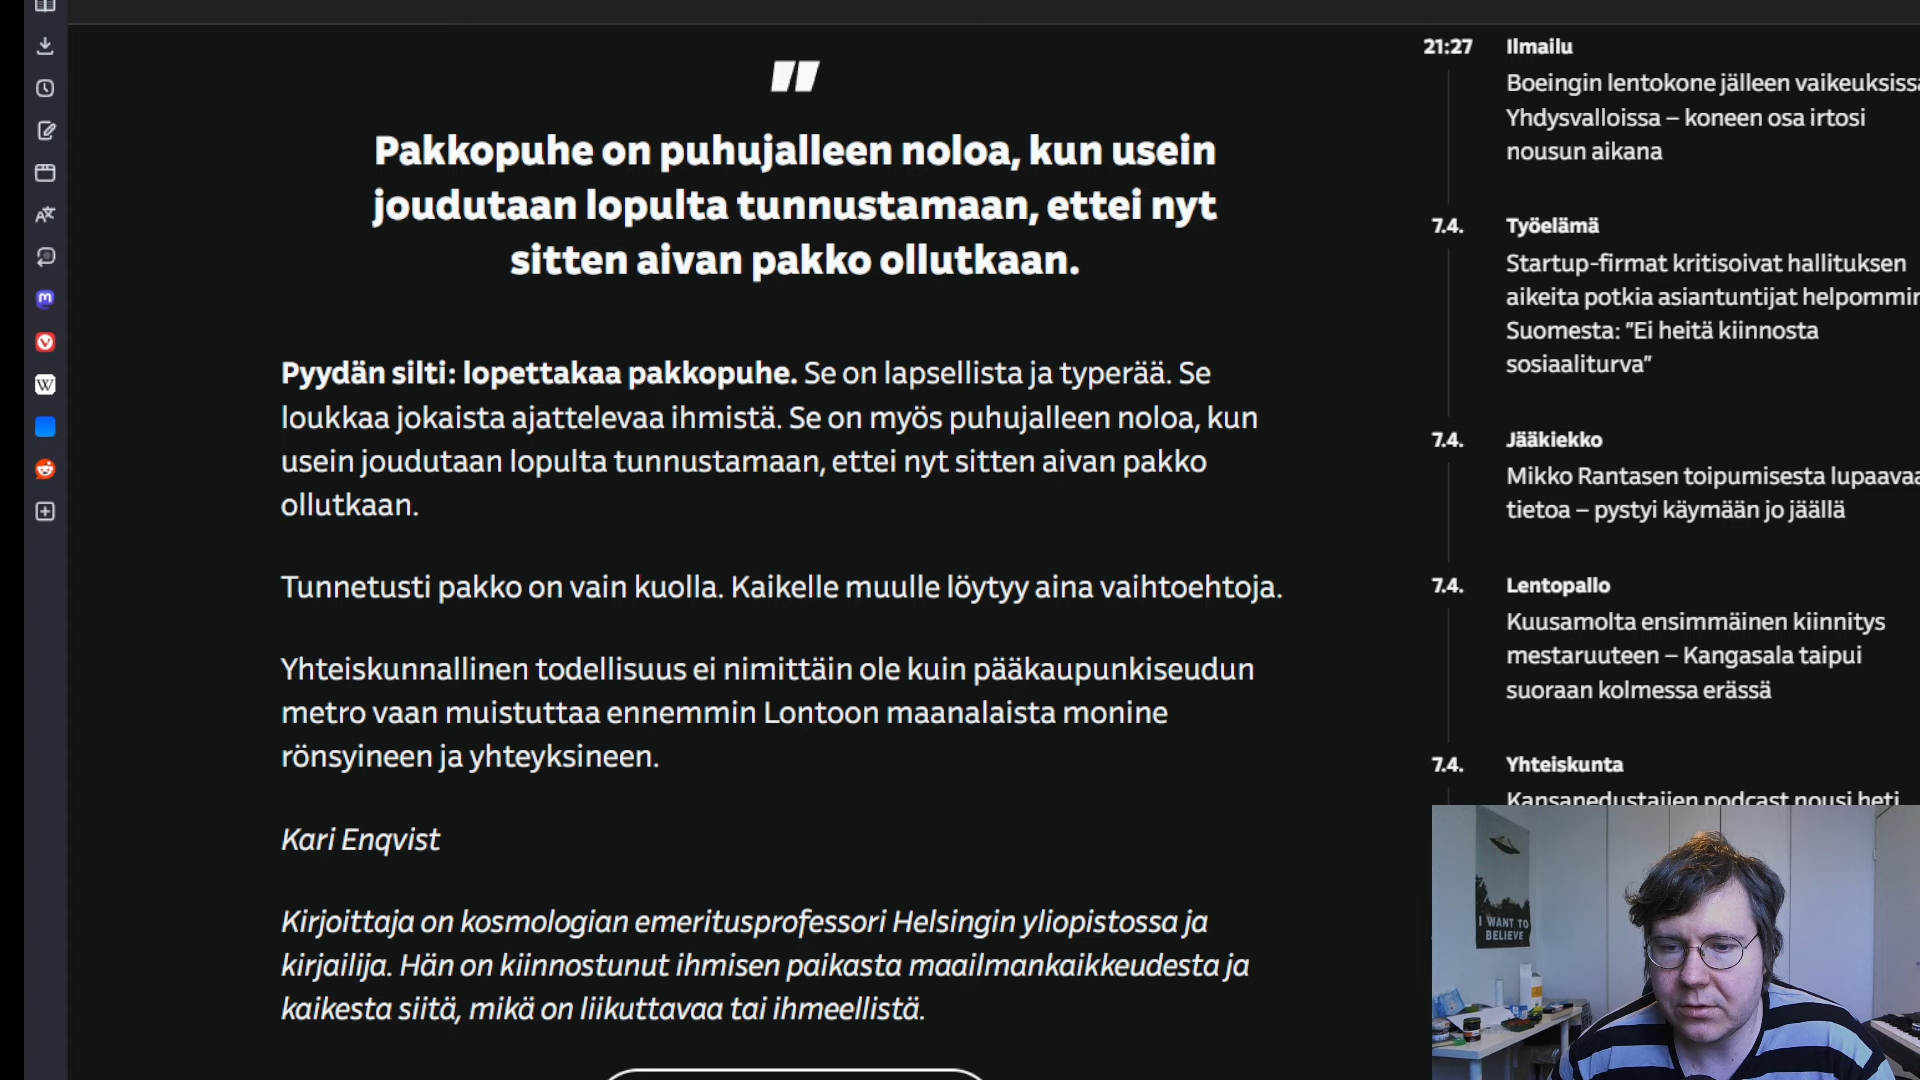 "
Pakkopuhe on puhujalleen noloa, kun usein
joudutaan lopulta tunnustamaan, ettei nyt
sitten aivan pakko ollutkaan.
Pyydän silti: lopettakaa pakkopuhe. Se on lapsellista ja typerää. Se
loukkaa jokaista ajattelevaa ihmistä. Se on myös puhujalleen noloa, kun
usein joudutaan lopulta tunnustamaan, ettei nyt sitten aivan pakko
ollutkaan.
Tunnetusti pakko on vain kuolla. Kaikelle muulle löytyy aina vaihtoehtoja.
Yhteiskunnallinen todellisuus ei nimittäin ole kuin pääkaupunkiseudun
metro vaan muistuttaa ennemmin Lontoon maanalaista monine
rönsyineen ja yhteyksineen.
Kari Enqvist
Kirjoittaja on kosmologian emeritusprofessori Helsingin yliopistossa ja
kirjailija. Hän on kiinnostunut ihmisen paikasta maailmankaikkeudesta ja
kaikesta siitä, mikä on liikuttavaa tai ihmeellistä.
21:27 Ilmailu
Boeingin lentokone jälleen vaikeuksissa
Yhdysvalloissa – koneen osa irtosi
nousun aikana
7.4. Työelämä
Startup-firmat kritisoivat hallituksen
aikeita potkia asiantuntijat helpommin
Suomesta: "Ei heitä kiinnosta
sosiaaliturva"
7.4. Jääkiekko
Mikko Rantasen toipumisesta lupaavaa
tietoa – pystyi käymään jo jäällä
7.4. Lentopallo
Kuusamolta ensimmäinen kiinnitys
mestaruuteen – Kangasala taipui
suoraan kolmessa erässä
7.4. Yhteiskunta
Kansanedustajien podcast nousi heti
I WANT TO
BELIEVE